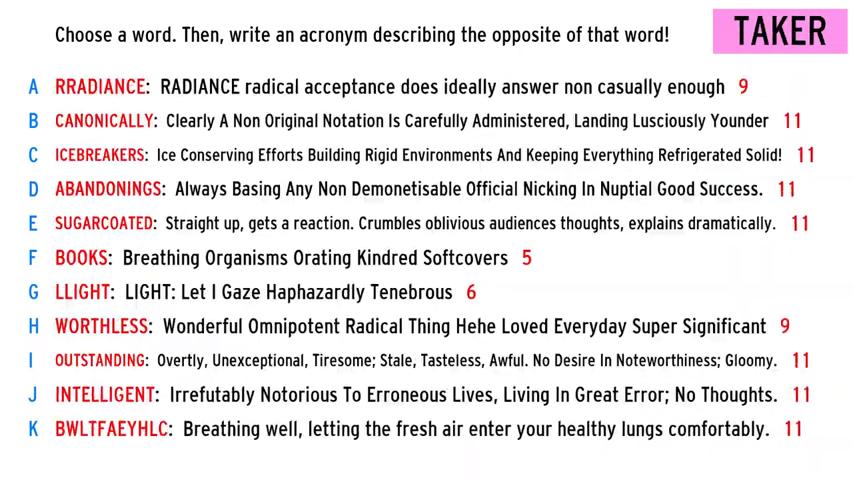 Choose a word. Then, write an acronym describing the opposite of that word!
TAKER
A RRADIANCE: RADIANCE radical acceptance does ideally answer non casually enough 9
B CANONICALLY: Clearly A Non Original Notation Is Carefully Administered, Landing Lusciously Younder 11
C ICEBREAKERS: Ice Conserving Efforts Building Rigid Environments And Keeping Everything Refrigerated Solid! 11
D ABANDONINGS: Always Basing Any Non Demonetisable Official Nicking In Nuptial Good Success. 11
E SUGARCOATED: Straight up, gets a reaction. Crumbles oblivious audiences thoughts, explains dramatically. 11
F BOOKS: Breathing Organisms Orating Kindred Softcovers 5
G LLIGHT: LIGHT: Let I Gaze Haphazardly Tenebrous 6
H WORTHLESS: Wonderful Omnipotent Radical Thing Hehe Loved Everyday Super Significant 9
I OUTSTANDING: Overtly, Unexceptional, Tiresome; Stale, Tasteless, Awful. No Desire In Noteworthiness; Gloomy. 11
J INTELLIGENT: Irrefutably Notorious To Erroneous Lives, Living In Great Error; No Thoughts. 11
K BWLTFAEYHLC: Breathing well, letting the fresh air enter your healthy lungs comfortably. 11